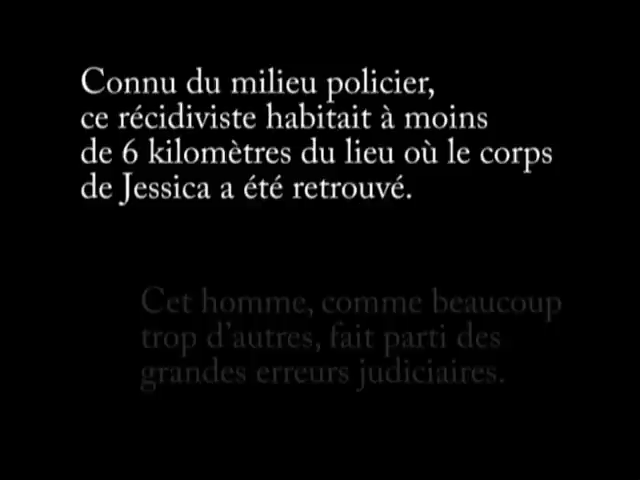 Connu du milieu policier,
ce récidiviste habitait à moins
de 6 kilomètres du lieu où le corps
de Jessica a été retrouvé.
Cet homme, comme beaucoup
trop d'autres, fait parti des
grandes erreurs judiciaires.